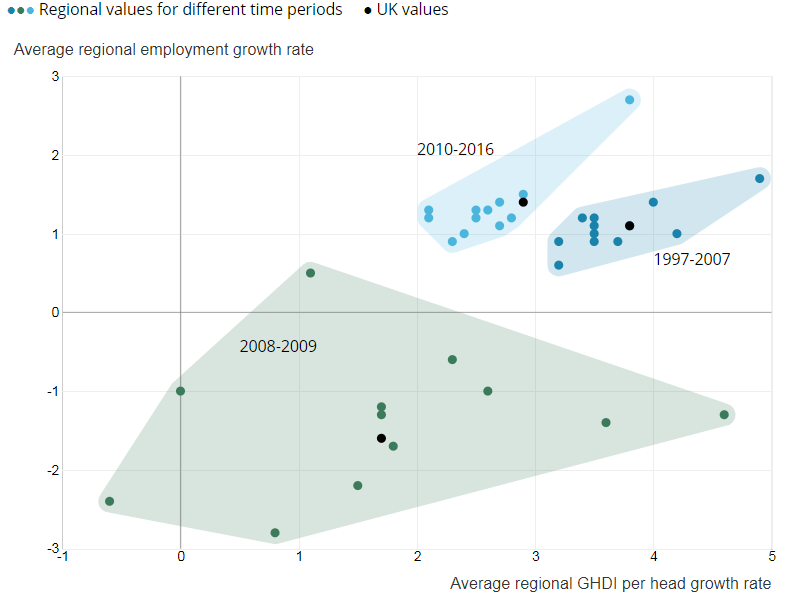 Regional values for different time periods UK values
Average regional employment growth rate
3
2010-2016
2
1
1997-2007
0
2008-2009
-1
-2
-3
-1 0 1 2 3 4 5
Average regional GHDI per head growth rate